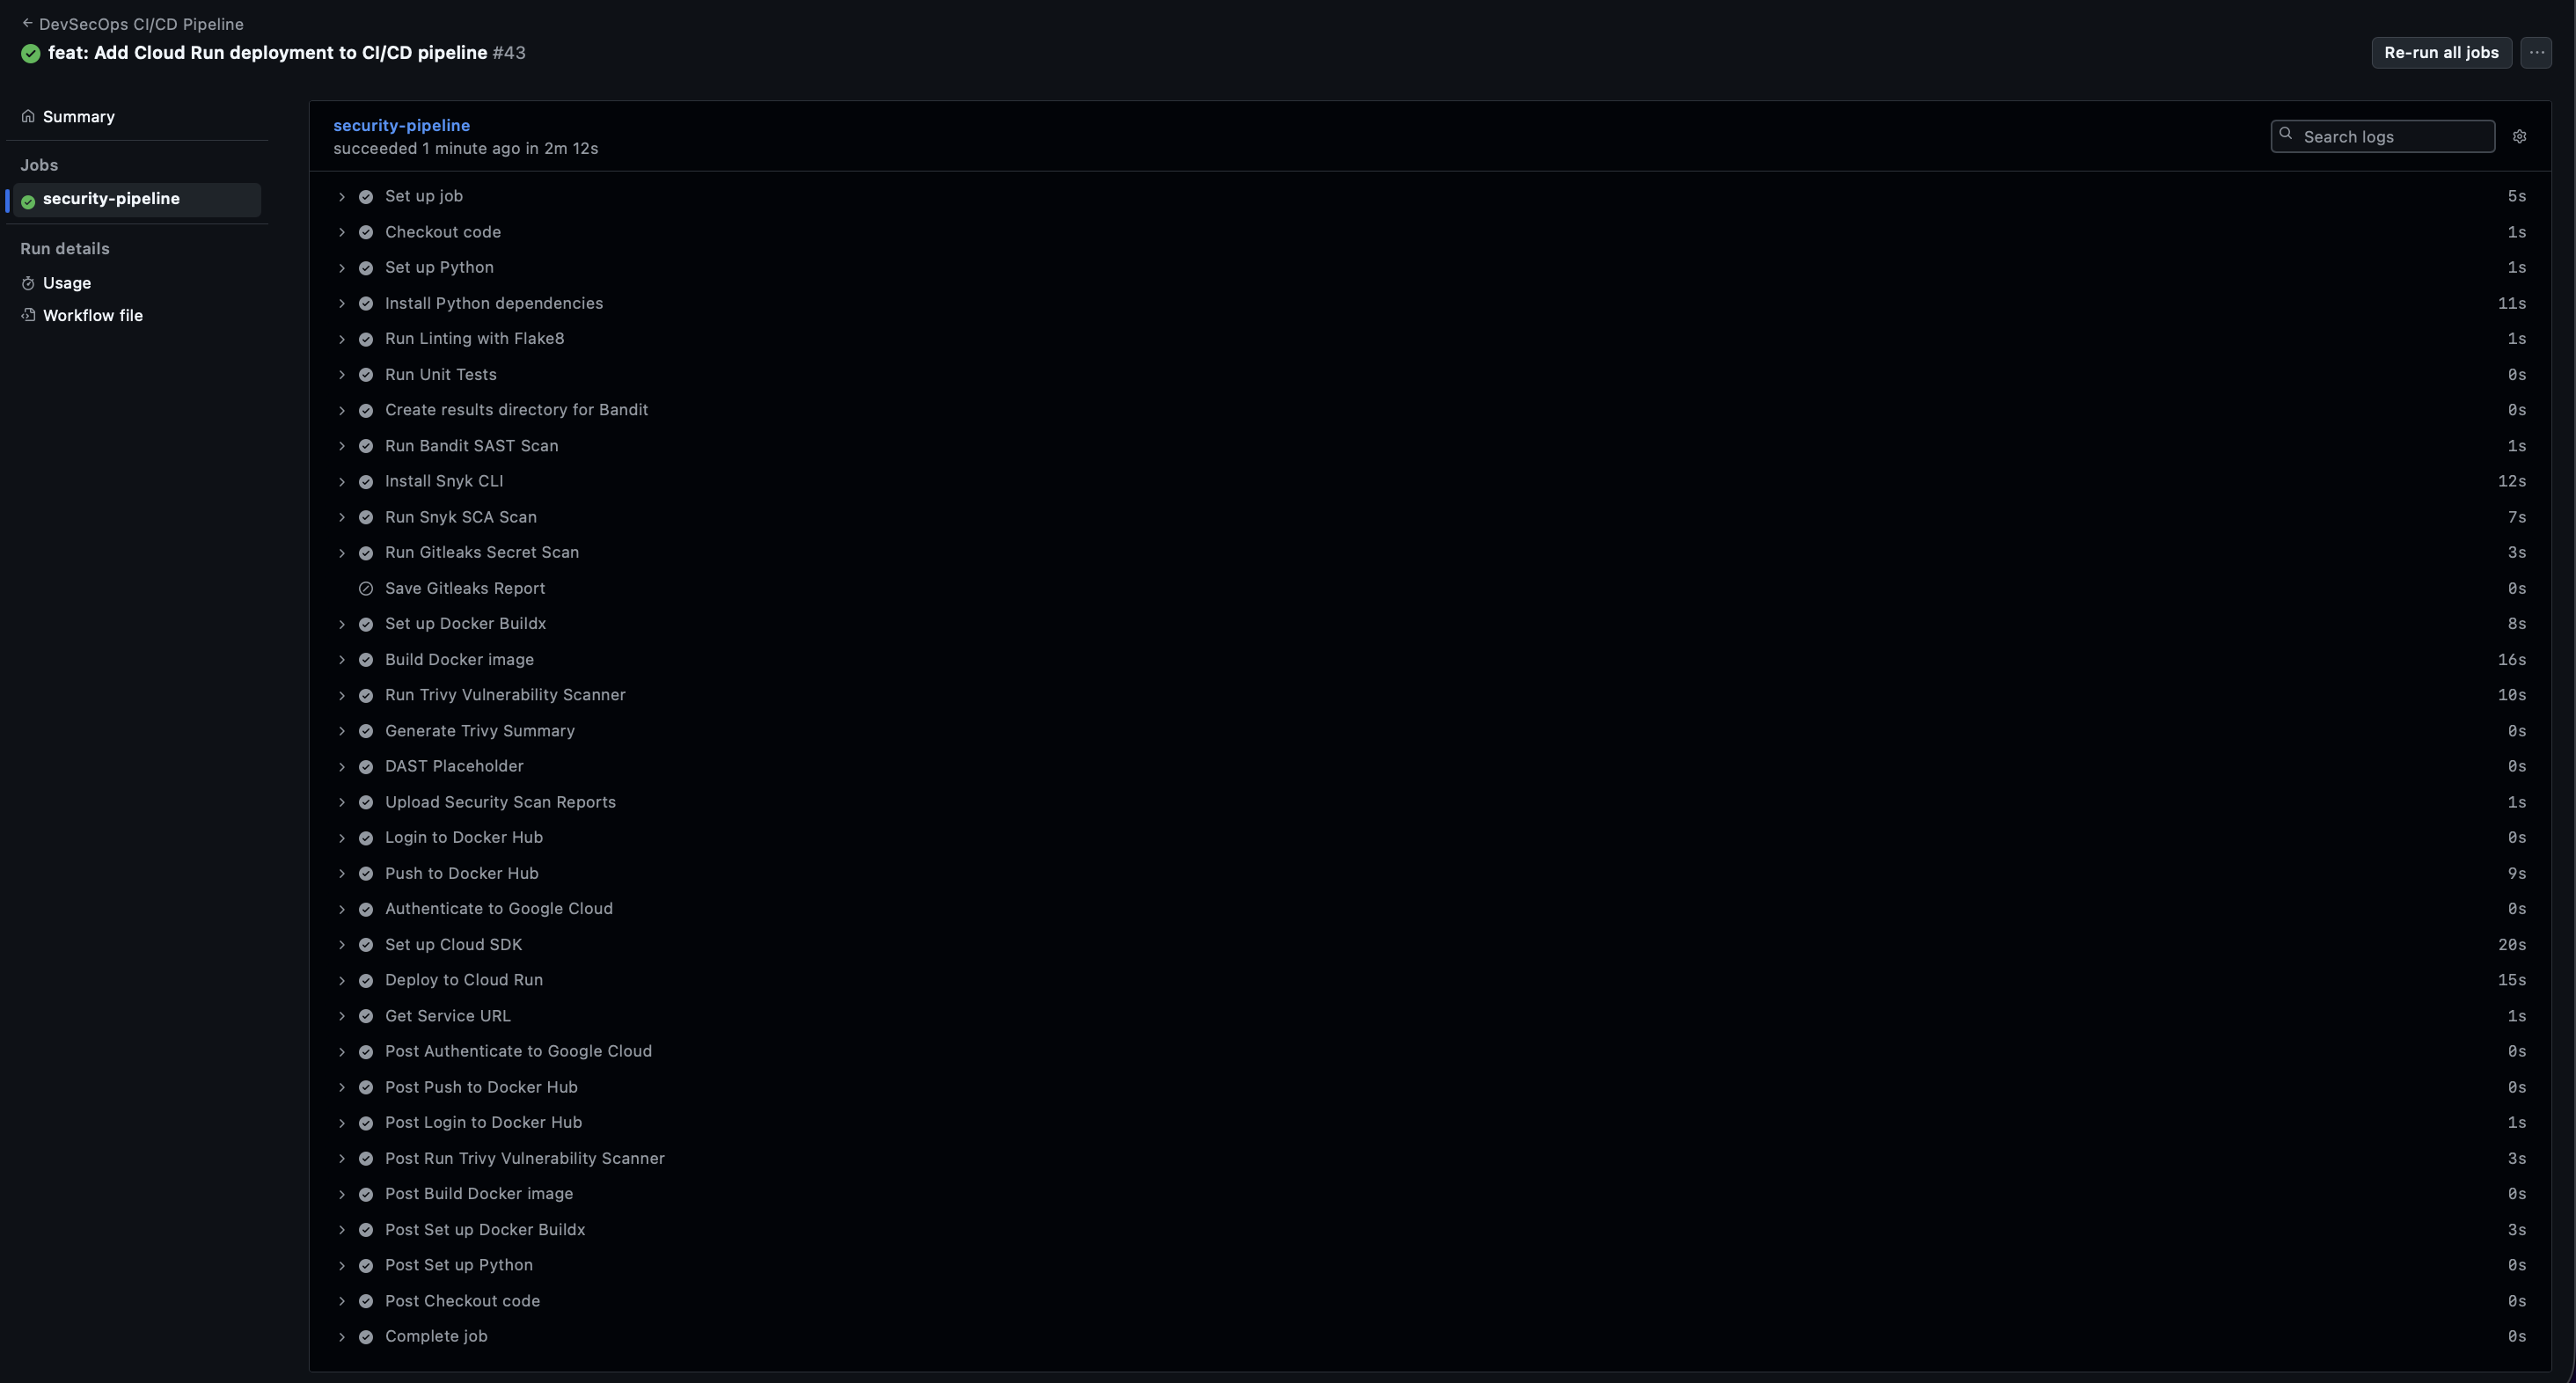 ← DevSecOps CI/CD Pipeline
feat: Add Cloud Run deployment to CI/CD pipeline #43
Re-run all jobs
...
Summary
Jobs
security-pipeline
Run details
Usage
Workflow file
security-pipeline
succeeded 1 minute ago in 2m 12s
Search logs
Set up job 5s
Checkout code 1s
Set up Python 1s
Install Python dependencies 11s
Run Linting with Flake8 1s
Run Unit Tests 0s
Create results directory for Bandit 0s
Run Bandit SAST Scan 1s
Install Snyk CLI 12s
Run Snyk SCA Scan 7s
Run Gitleaks Secret Scan 3s
Save Gitleaks Report 0s
Set up Docker Buildx 8s
Build Docker image 16s
Run Trivy Vulnerability Scanner 10s
Generate Trivy Summary 0s
DAST Placeholder 0s
Upload Security Scan Reports 1s
Login to Docker Hub 0s
Push to Docker Hub 9s
Authenticate to Google Cloud 0s
Set up Cloud SDK 20s
Deploy to Cloud Run 15s
Get Service URL 1s
Post Authenticate to Google Cloud 0s
Post Push to Docker Hub 0s
Post Login to Docker Hub 1s
Post Run Trivy Vulnerability Scanner 3s
Post Build Docker image 0s
Post Set up Docker Buildx 3s
Post Set up Python 0s
Post Checkout code 0s
Complete job 0s